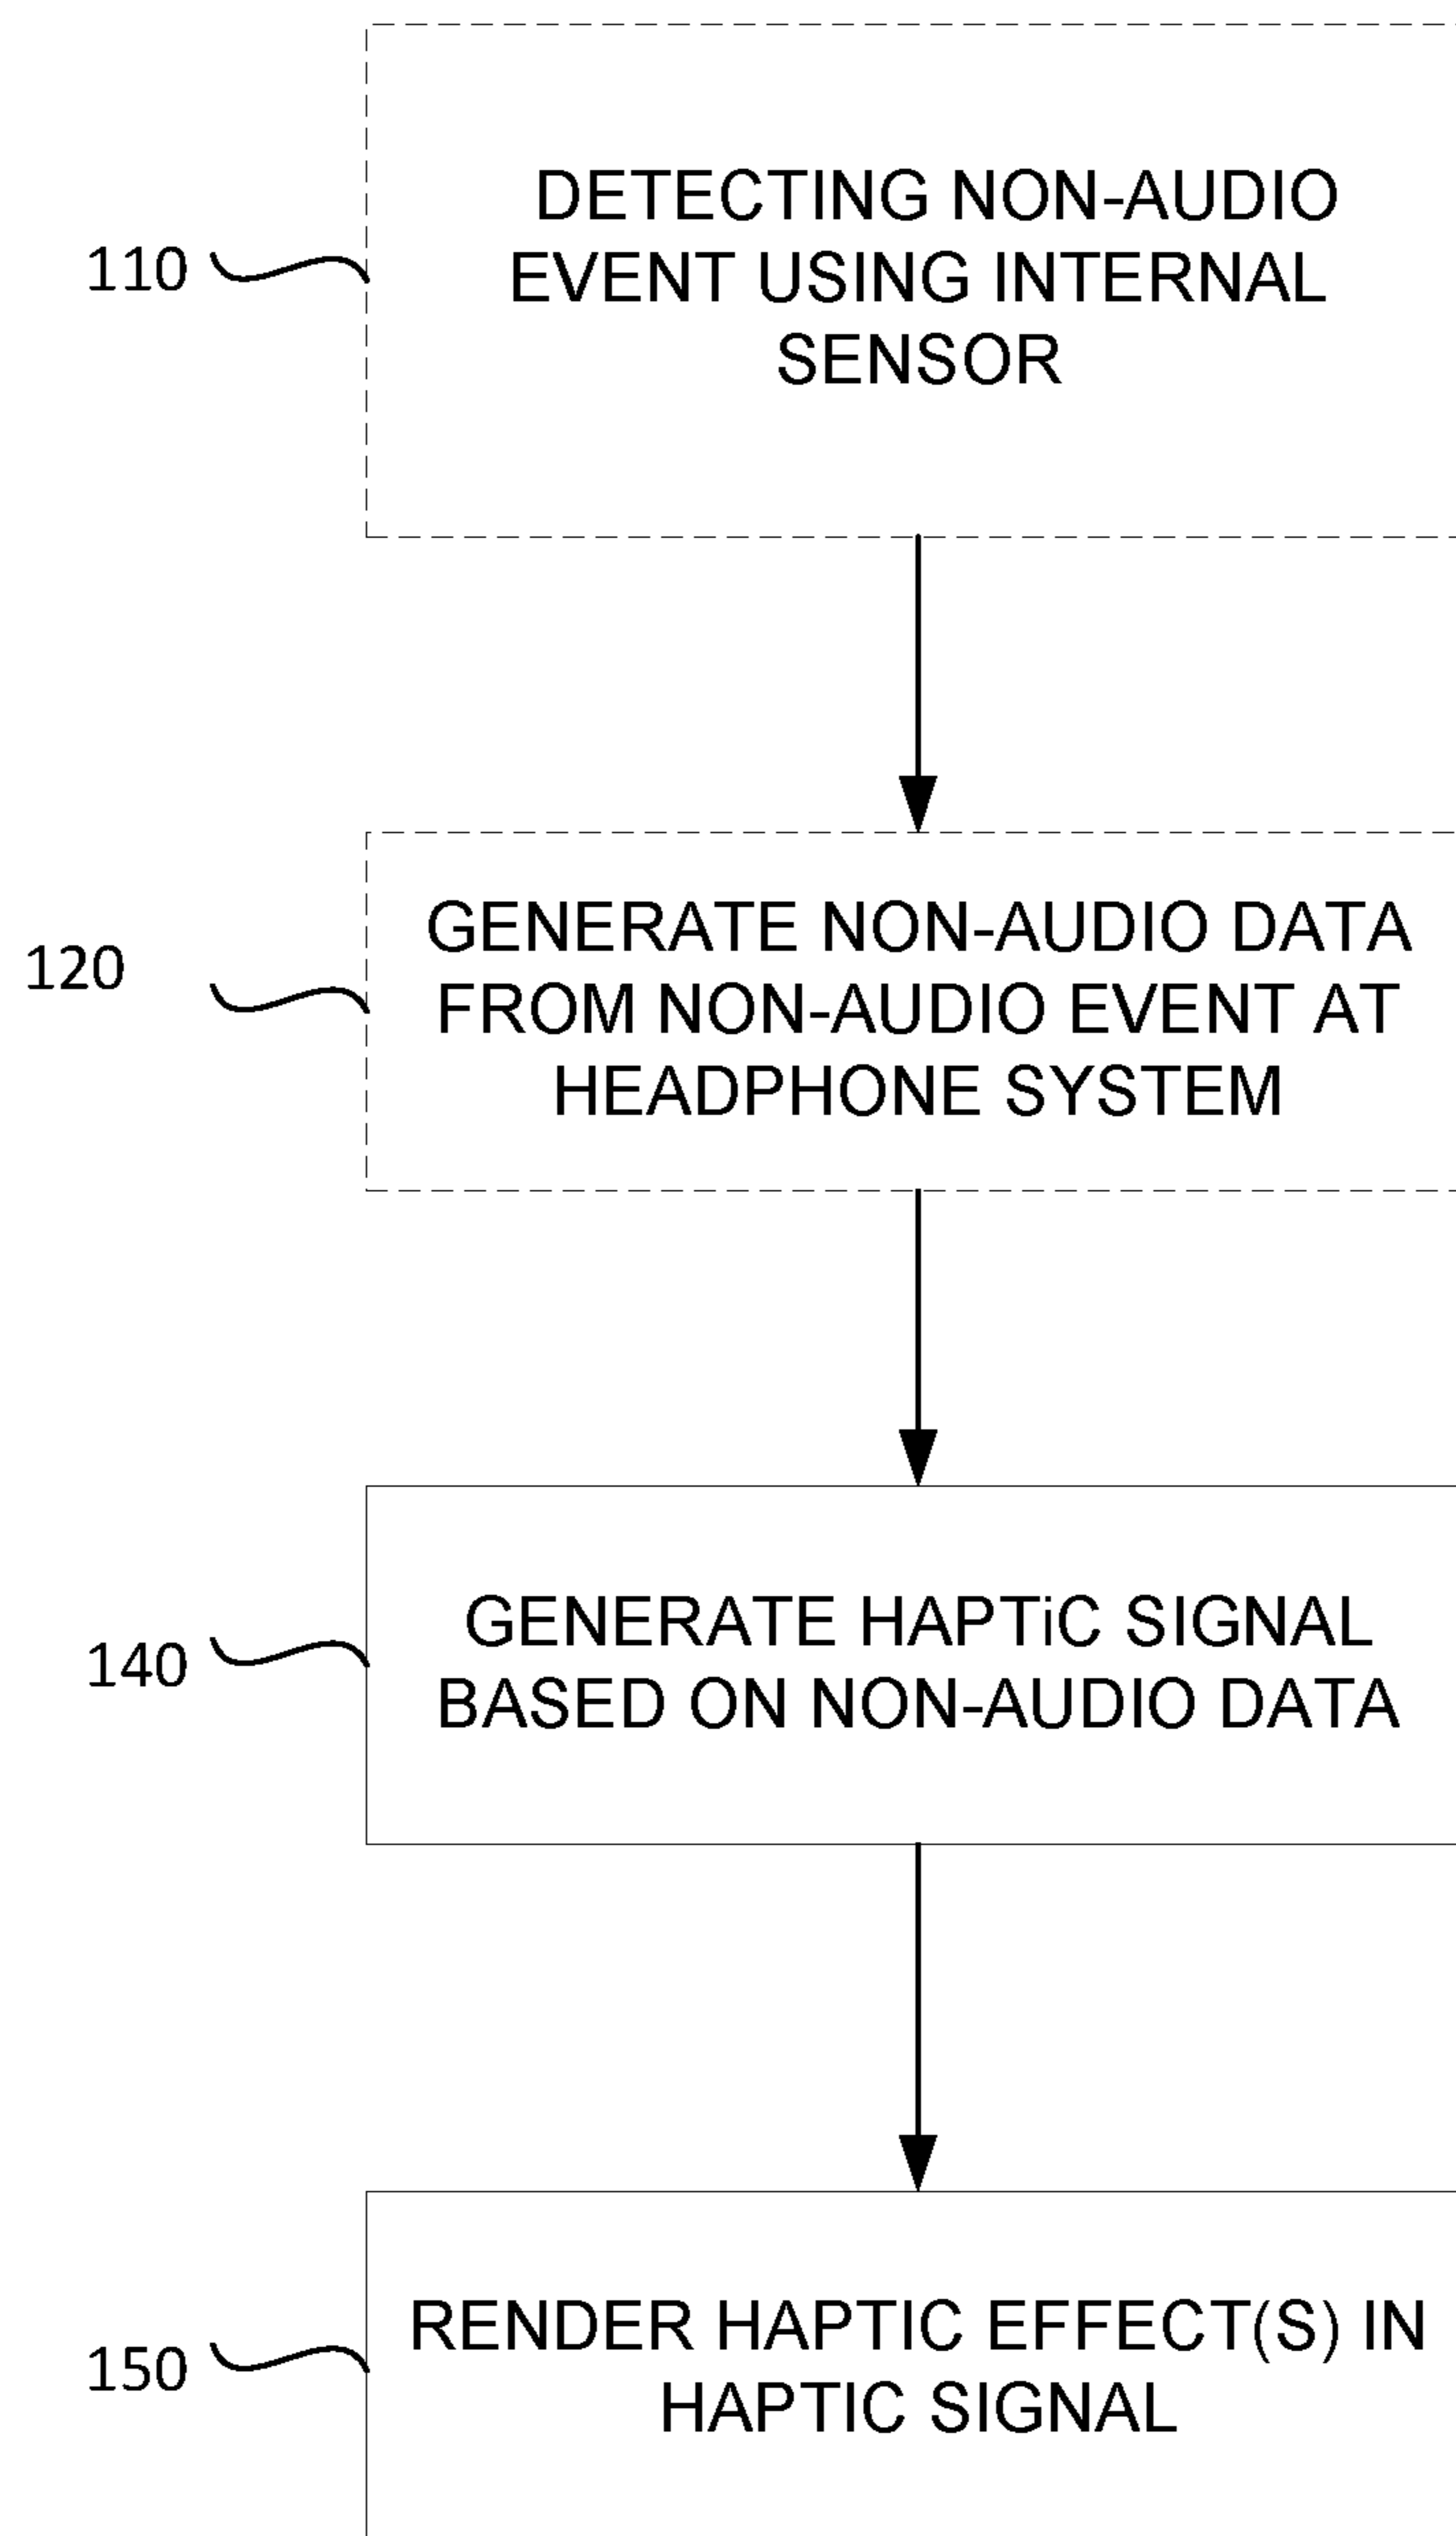 110
DETECTING NON-AUDIO
EVENT USING INTERNAL
SENSOR
120
GENERATE NON-AUDIO DATA
FROM NON-AUDIO EVENT AT
HEADPHONE SYSTEM
140
GENERATE HAPTiC SIGNAL
BASED ON NON-AUDIO DATA
150
RENDER HAPTIC EFFECT(S) IN
HAPTIC SIGNAL